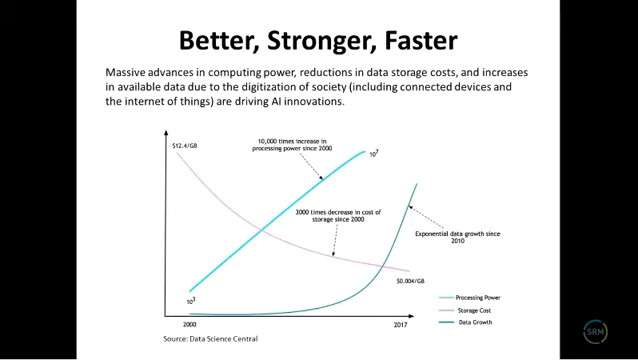 Better, Stronger, Faster
Massive advances in computing power, reductions in data storage costs, and increases
in available data due to the digitization of society (including connected devices and
the internet of things) are driving AI innovations.
$12.4/GB
10,000 times increase in
processing power since 2000
10⁷
3000 times decrease in cost of
storage since 2000
Exponential data growth since
2010
$0.004/GB
10³
Processing Power
Storage Cost
Data Growth
2000
2017
Source: Data Science Central
SRM